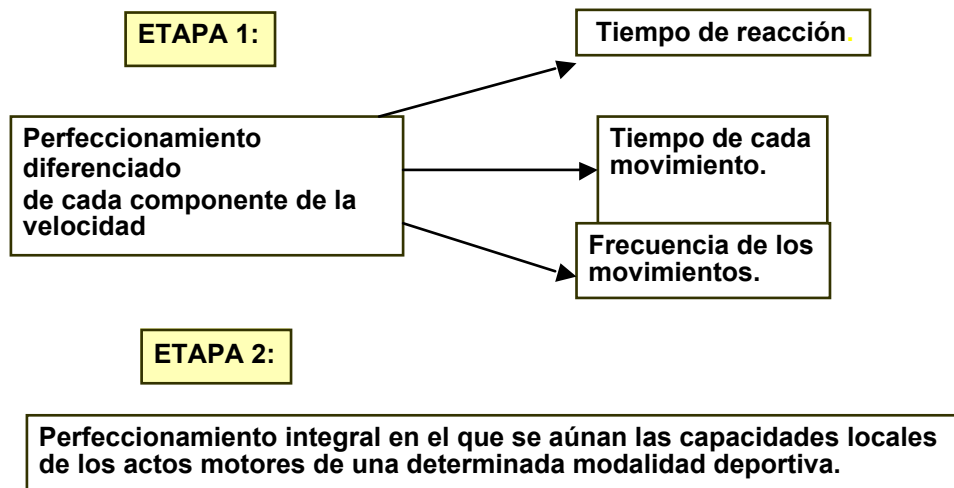 ETAPA 1:
Tiempo de reacción.
Perfeccionamiento
diferenciado
de cada componente de la
velocidad
Tiempo de cada
movimiento.
Frecuencia de los
movimientos.
ETAPA 2:
Perfeccionamiento integral en el que se aúnan las capacidades locales
de los actos motores de una determinada modalidad deportiva.